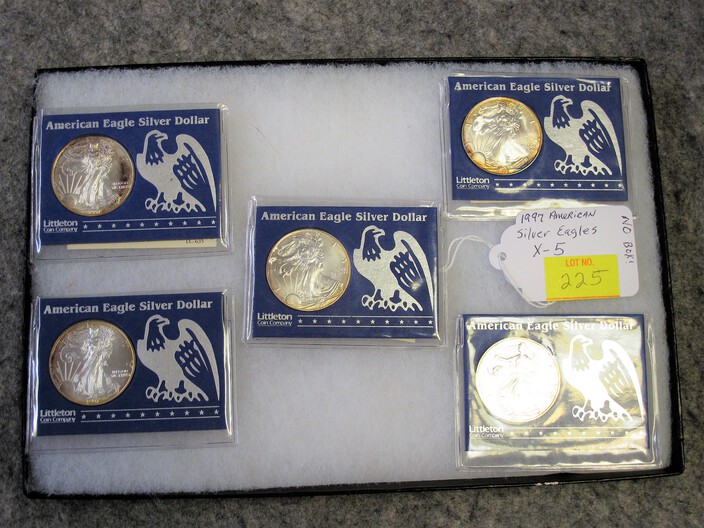 American Eagle Silver Dollar
Littleton
Coin Company
LC-635
American Eagle Silver Dollar
Littleton
Coin Company
American Eagle Silver Dollar
Littleton
Coin Company
American Eagle Silver Dollar
Littleton
Coin Company
1997 American
Silver Eagles
X-5
NO BOX!
LOT NO.
225
American Eagle Silver Dollar
Littleton
Coin Company